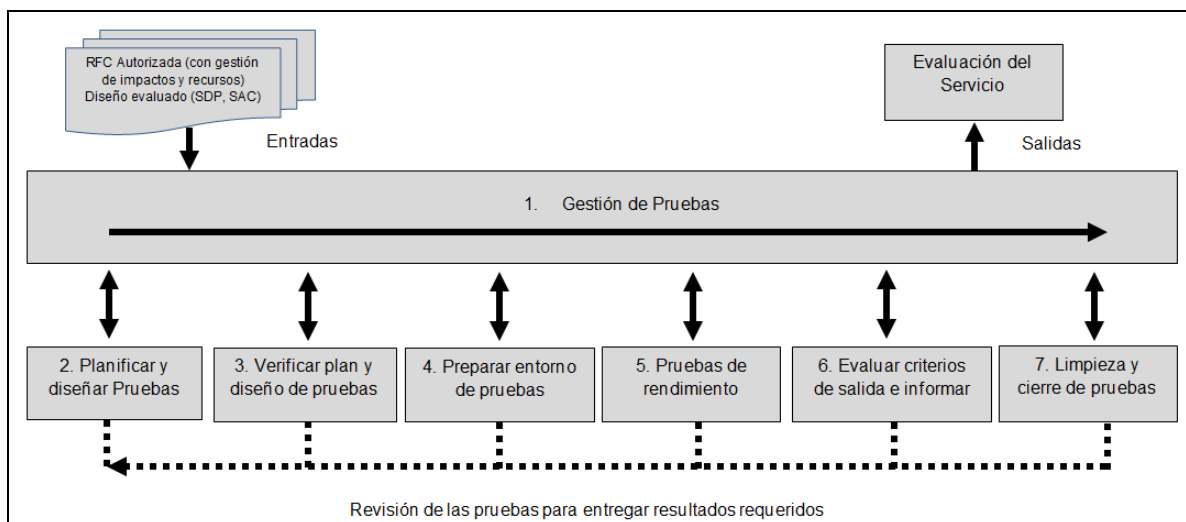 RFC Autorizada (con gestión
de impactos y recursos)
Diseño evaluado (SDP, SAC)
Evaluación del
Servicio
Entradas
Salidas
1. Gestión de Pruebas
2. Planificar y
diseñar Pruebas
3. Verificar plan y
diseño de pruebas
4. Preparar entorno
de pruebas
5. Pruebas de
rendimiento
6. Evaluar criterios
de salida e informar
7. Limpieza y
cierre de pruebas
Revisión de las pruebas para entregar resultados requeridos